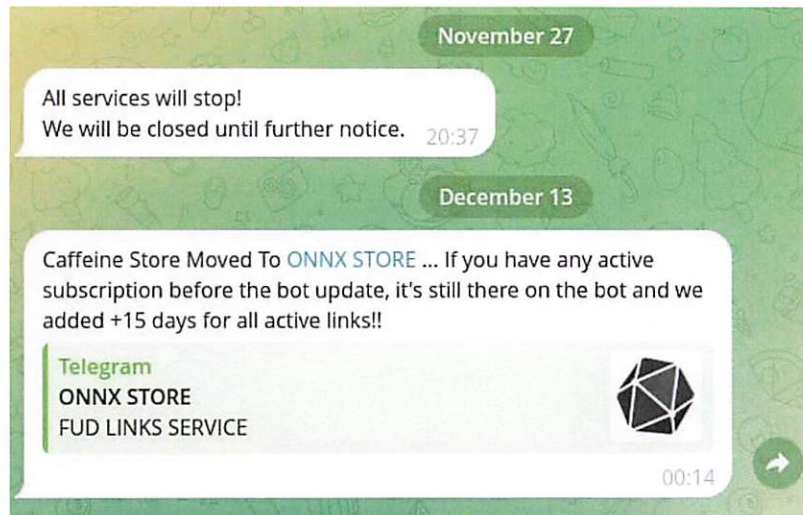 November 27
All services will stop!
We will be closed until further notice. 20:37
December 13
Caffeine Store Moved To ONNX STORE ... If you have any active
subscription before the bot update, it's still there on the bot and we
added +15 days for all active links!!
Telegram
ONNX STORE
FUD LINKS SERVICE
00:14